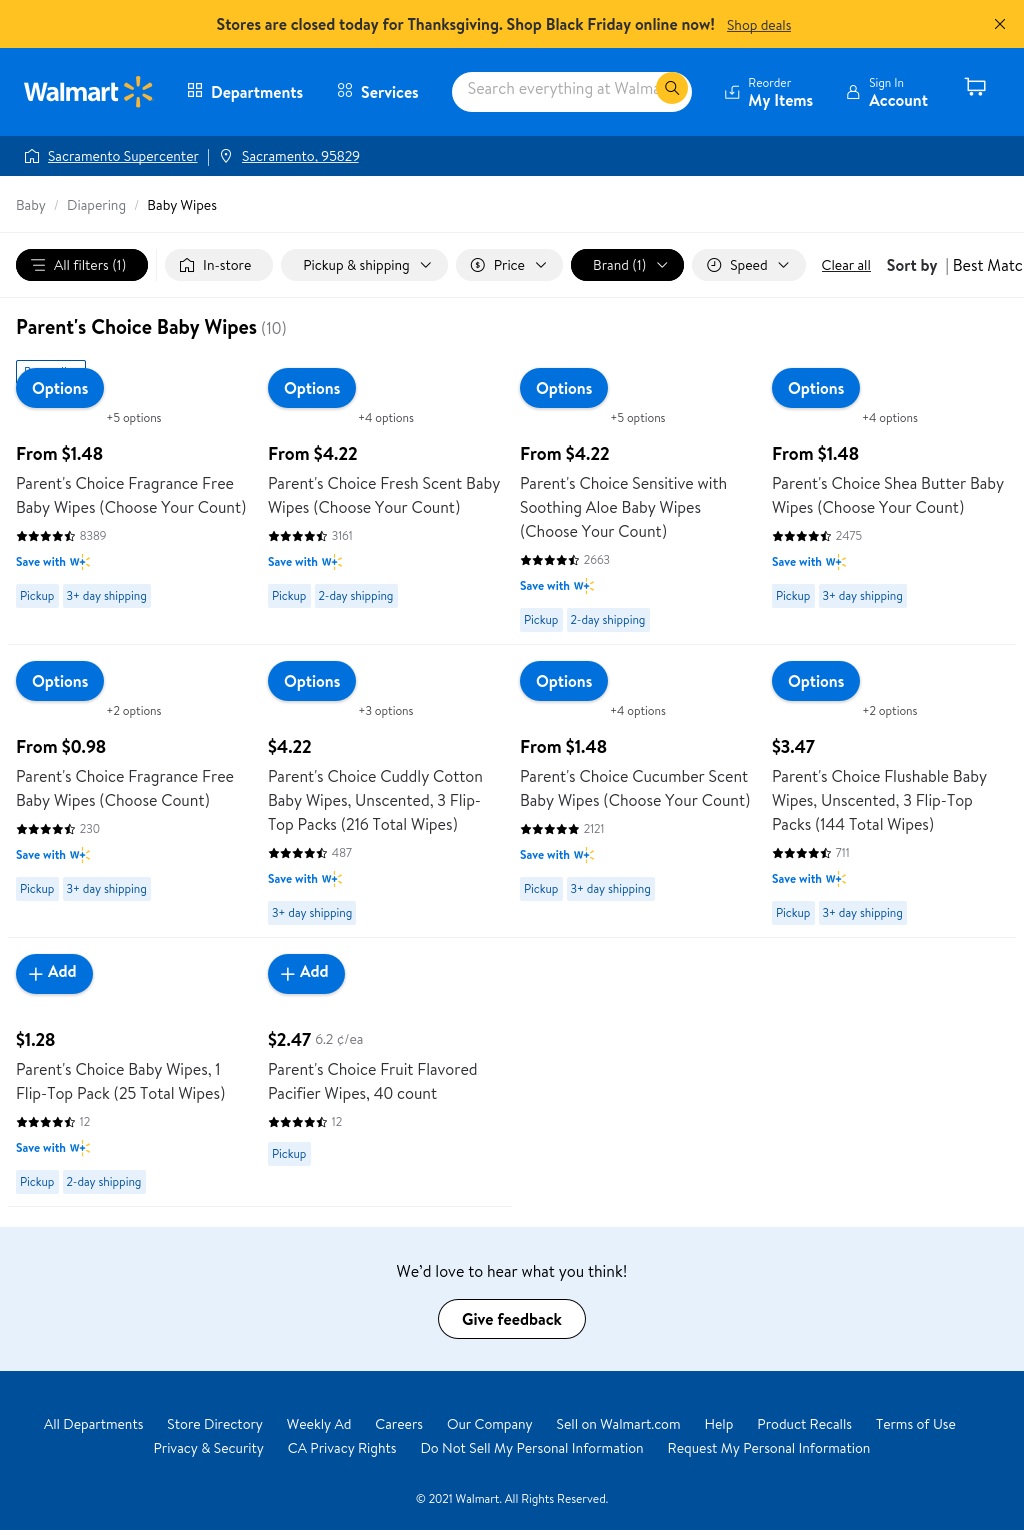 Stores are closed today for Thanksgiving. Shop Black Friday online now! Shop deals
Walmart
Departments
Services
Search everything at Walma
Reorder
My Items
Sign In
Account
Sacramento Supercenter
Sacramento, 95829
Baby / Diapering / Baby Wipes
All filters (1)
In-store
Pickup & shipping
Price
Brand (1)
Speed
Clear all
Sort by | Best Matc
Parent's Choice Baby Wipes (10)
Options
+5 options
From $1.48
Parent's Choice Fragrance Free
Baby Wipes (Choose Your Count)
8389
Save with W+
Pickup 3+ day shipping
Options
+4 options
From $4.22
Parent's Choice Fresh Scent Baby
Wipes (Choose Your Count)
3161
Save with W+
Pickup 2-day shipping
Options
+5 options
From $4.22
Parent's Choice Sensitive with
Soothing Aloe Baby Wipes
(Choose Your Count)
2663
Save with W+
Pickup 2-day shipping
Options
+4 options
From $1.48
Parent's Choice Shea Butter Baby
Wipes (Choose Your Count)
2475
Save with W+
Pickup 3+ day shipping
Options
+2 options
From $0.98
Parent's Choice Fragrance Free
Baby Wipes (Choose Count)
230
Save with W+
Pickup 3+ day shipping
Options
+3 options
$4.22
Parent's Choice Cuddly Cotton
Baby Wipes, Unscented, 3 Flip-
Top Packs (216 Total Wipes)
487
Save with W+
3+ day shipping
Options
+4 options
From $1.48
Parent's Choice Cucumber Scent
Baby Wipes (Choose Your Count)
2121
Save with W+
Pickup 3+ day shipping
Options
+2 options
$3.47
Parent's Choice Flushable Baby
Wipes, Unscented, 3 Flip-Top
Packs (144 Total Wipes)
711
Save with W+
Pickup 3+ day shipping
Add
$1.28
Parent's Choice Baby Wipes, 1
Flip-Top Pack (25 Total Wipes)
12
Save with W+
Pickup 2-day shipping
Add
$2.47 6.2 ¢/ea
Parent's Choice Fruit Flavored
Pacifier Wipes, 40 count
12
Pickup
We'd love to hear what you think!
Give feedback
All Departments Store Directory Weekly Ad Careers Our Company Sell on Walmart.com Help Product Recalls Terms of Use
Privacy & Security CA Privacy Rights Do Not Sell My Personal Information Request My Personal Information
© 2021 Walmart. All Rights Reserved.